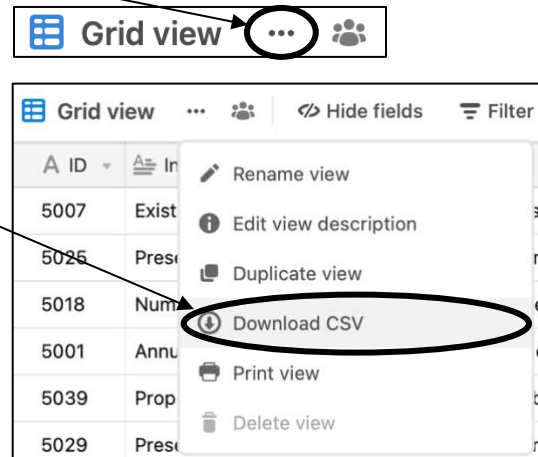 Grid view ...
Grid view ... Hide fields Filter
A ID In
5007 Exist
5025 Prese
5018 Num
5001 Annu
5039 Prop
5029 Prese
Rename view
Edit view description
Duplicate view
Download CSV
Print view
Delete view